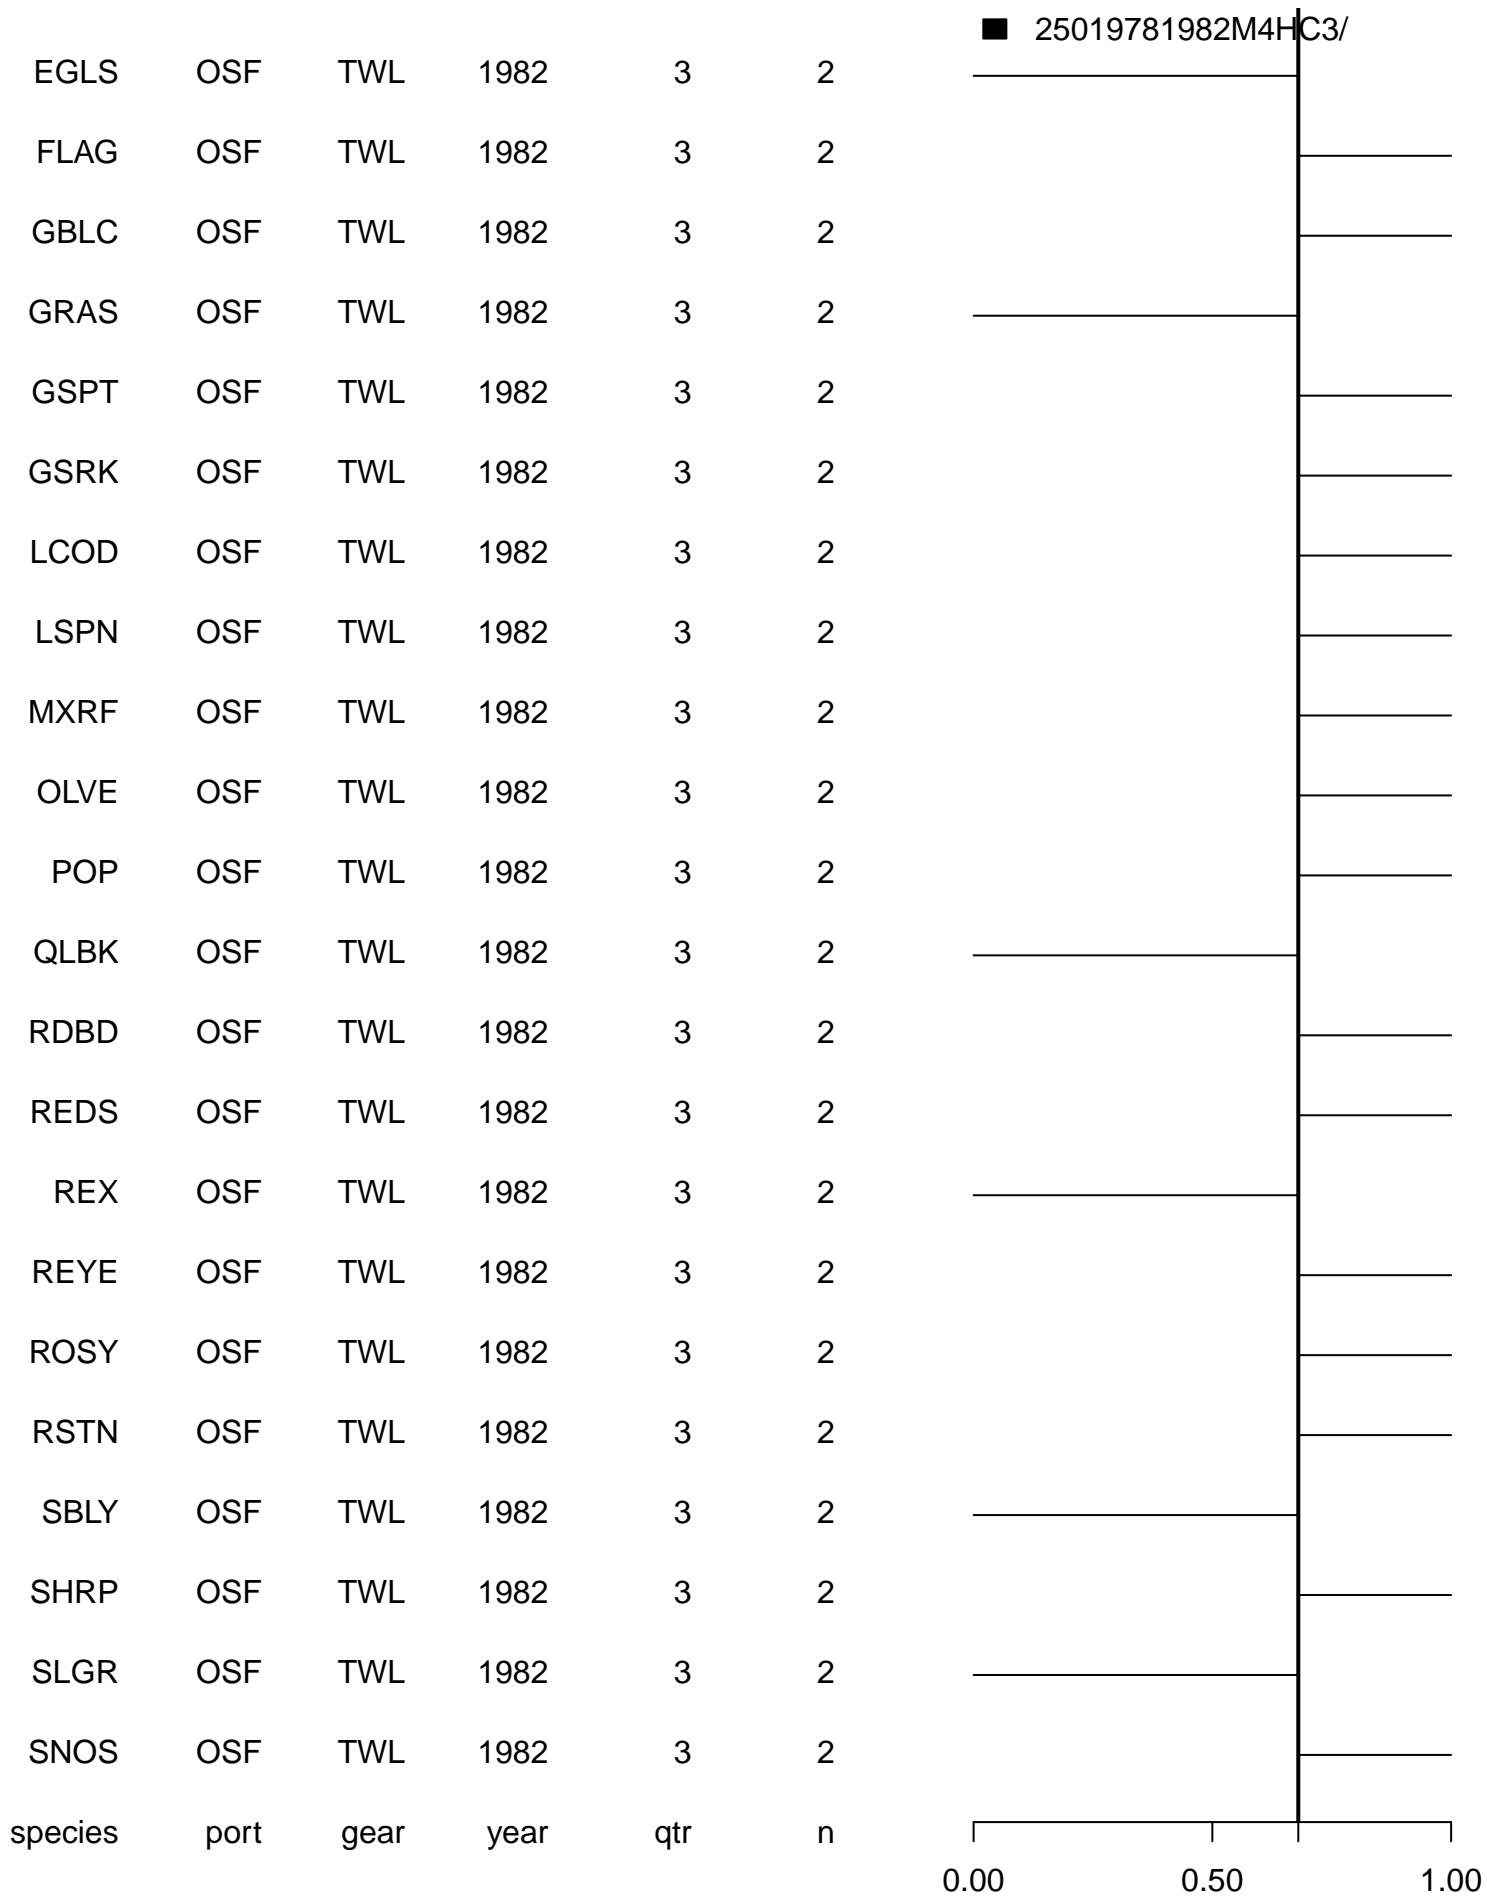 25019781982M4HC3/
EGLS OSF TWL 1982 3 2
FLAG OSF TWL 1982 3 2
GBLC OSF TWL 1982 3 2
GRAS OSF TWL 1982 3 2
GSPT OSF TWL 1982 3 2
GSRK OSF TWL 1982 3 2
LCOD OSF TWL 1982 3 2
LSPN OSF TWL 1982 3 2
MXRF OSF TWL 1982 3 2
OLVE OSF TWL 1982 3 2
POP OSF TWL 1982 3 2
QLBK OSF TWL 1982 3 2
RDBD OSF TWL 1982 3 2
REDS OSF TWL 1982 3 2
REX OSF TWL 1982 3 2
REYE OSF TWL 1982 3 2
ROSY OSF TWL 1982 3 2
RSTN OSF TWL 1982 3 2
SBLY OSF TWL 1982 3 2
SHRP OSF TWL 1982 3 2
SLGR OSF TWL 1982 3 2
SNOS OSF TWL 1982 3 2
species port gear year qtr n
0.00 0.50 1.00